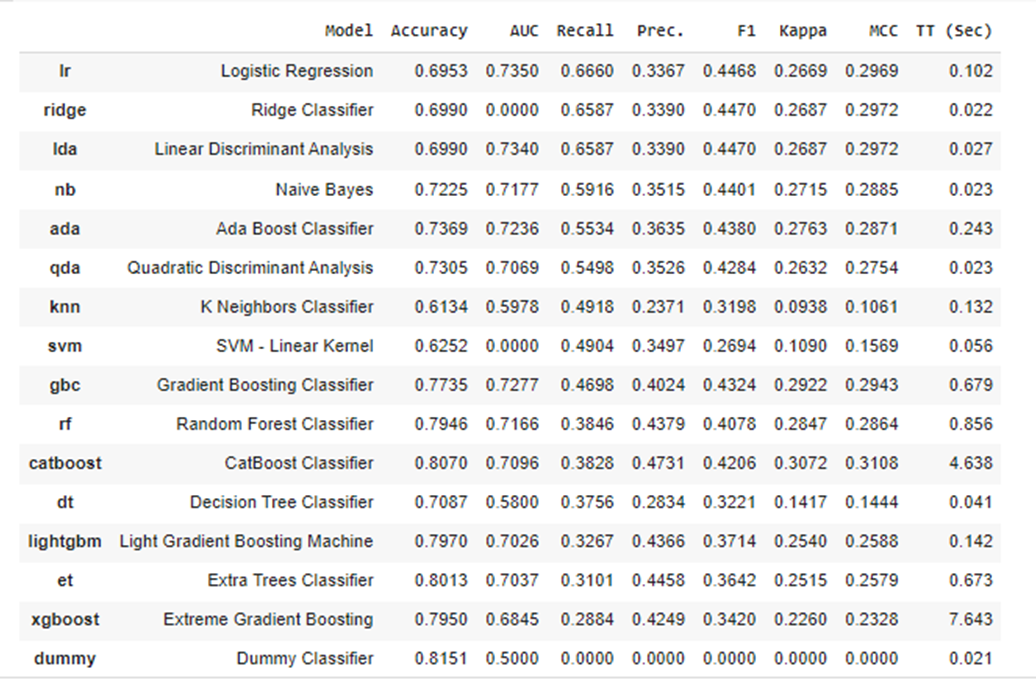 Model Accuracy AUC Recall Prec. F1 Kappa MCC TT (Sec)
lr Logistic Regression 0.6953 0.7350 0.6660 0.3367 0.4468 0.2669 0.2969 0.102
ridge Ridge Classifier 0.6990 0.0000 0.6587 0.3390 0.4470 0.2687 0.2972 0.022
lda Linear Discriminant Analysis 0.6990 0.7340 0.6587 0.3390 0.4470 0.2687 0.2972 0.027
nb Naive Bayes 0.7225 0.7177 0.5916 0.3515 0.4401 0.2715 0.2885 0.023
ada Ada Boost Classifier 0.7369 0.7236 0.5534 0.3635 0.4380 0.2763 0.2871 0.243
qda Quadratic Discriminant Analysis 0.7305 0.7069 0.5498 0.3526 0.4284 0.2632 0.2754 0.023
knn K Neighbors Classifier 0.6134 0.5978 0.4918 0.2371 0.3198 0.0938 0.1061 0.132
svm SVM - Linear Kernel 0.6252 0.0000 0.4904 0.3497 0.2694 0.1090 0.1569 0.056
gbc Gradient Boosting Classifier 0.7735 0.7277 0.4698 0.4024 0.4324 0.2922 0.2943 0.679
rf Random Forest Classifier 0.7946 0.7166 0.3846 0.4379 0.4078 0.2847 0.2864 0.856
catboost CatBoost Classifier 0.8070 0.7096 0.3828 0.4731 0.4206 0.3072 0.3108 4.638
dt Decision Tree Classifier 0.7087 0.5800 0.3756 0.2834 0.3221 0.1417 0.1444 0.041
lightgbm Light Gradient Boosting Machine 0.7970 0.7026 0.3267 0.4366 0.3714 0.2540 0.2588 0.142
et Extra Trees Classifier 0.8013 0.7037 0.3101 0.4458 0.3642 0.2515 0.2579 0.673
xgboost Extreme Gradient Boosting 0.7950 0.6845 0.2884 0.4249 0.3420 0.2260 0.2328 7.643
dummy Dummy Classifier 0.8151 0.5000 0.0000 0.0000 0.0000 0.0000 0.0000 0.021